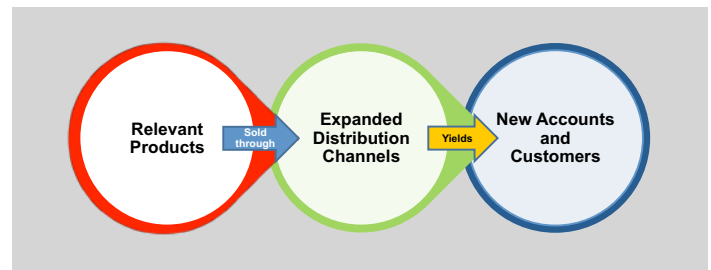 Relevant
Products
Sold
through
Expanded
Distribution
Channels
Yields
New Accounts
and
Customers